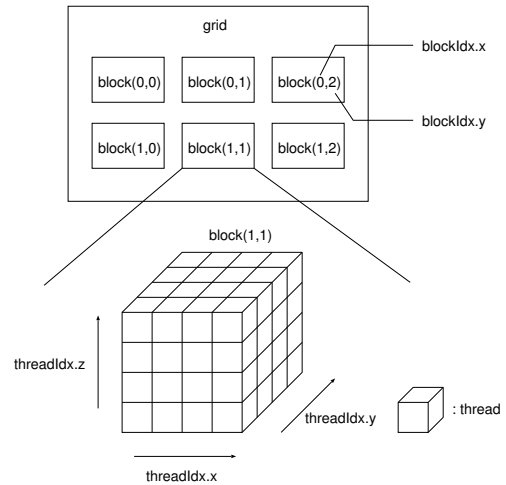 grid
blockIdx.x
block(0,0) block(0,1) block(0,2)
blockIdx.y
block(1,0) block(1,1) block(1,2)
block(1,1)
threadIdx.z
threadIdx.y
: thread
threadIdx.x